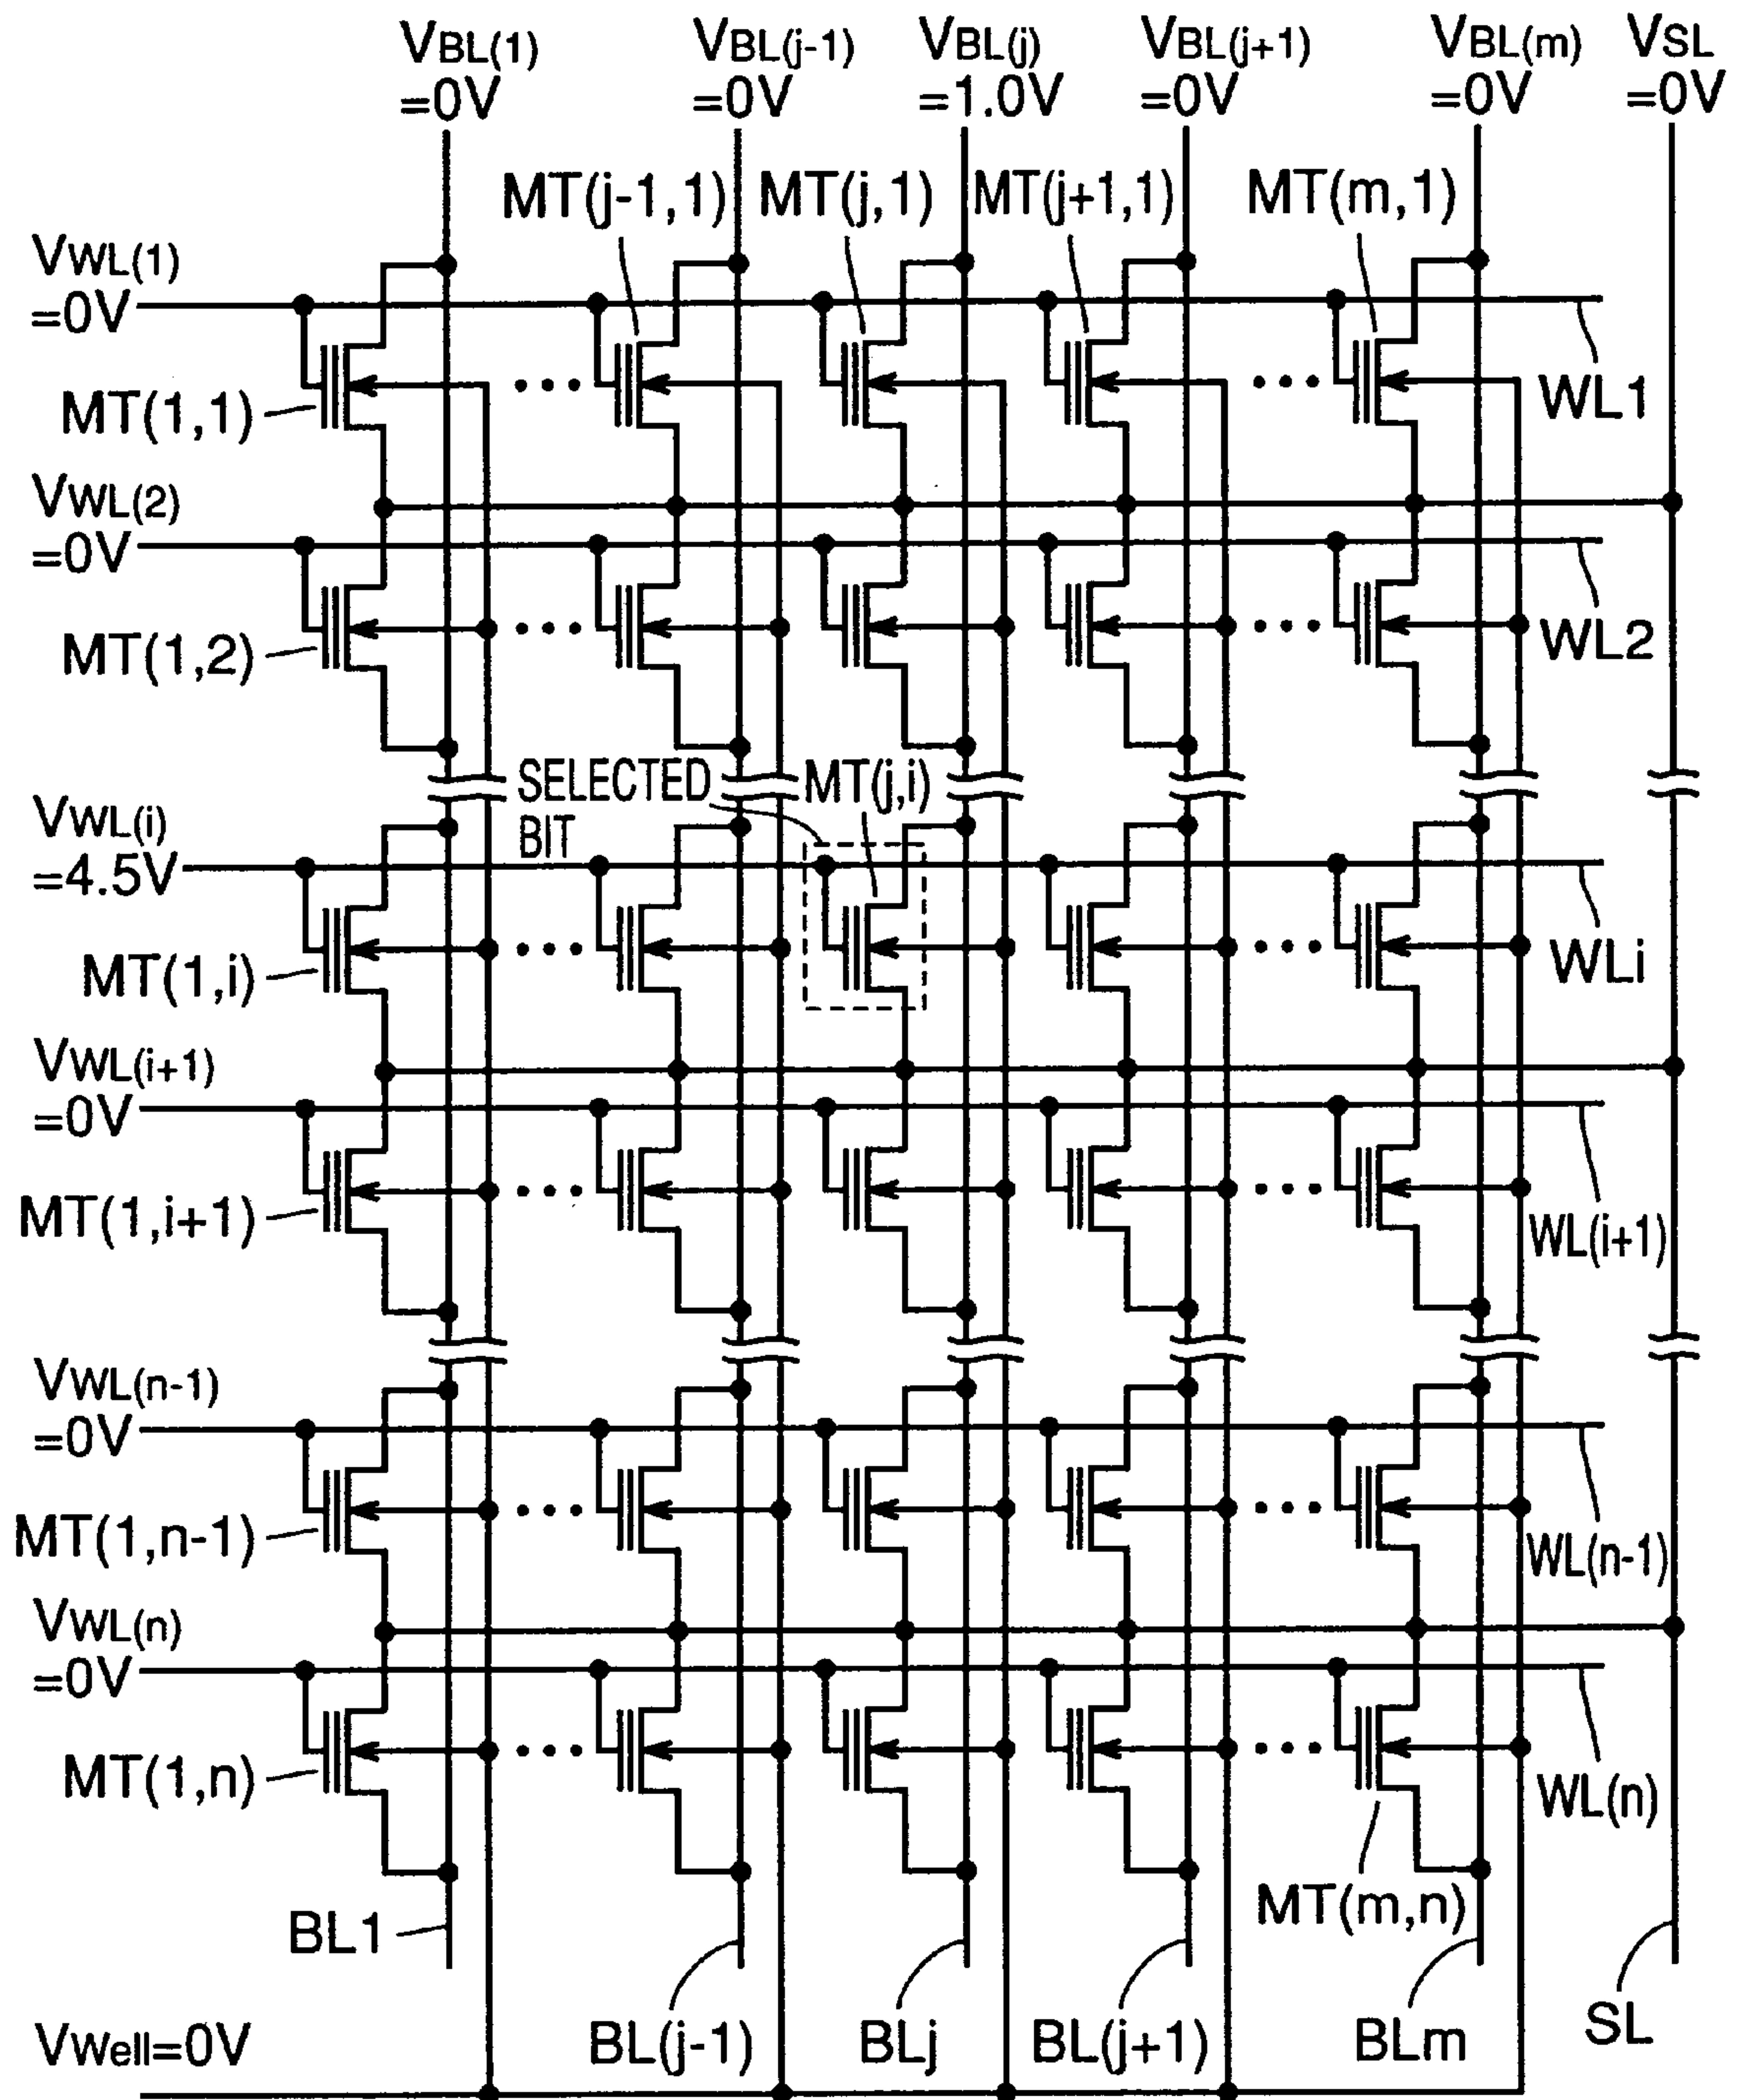 VBL(1) VBL(j-1) VBL(j) VBL(j+1) VBL(m) VSL
=0V =0V =1.0V =0V =0V =0V
MT(j-1,1) MT(j,1) MT(j+1,1) MT(m,1)
VWL(1)
=0V
WL1
MT(1,1)
VWL(2)
=0V
WL2
MT(1,2)
SELECTED MT(j,i)
BIT
VWL(i)
=4.5V
WLi
MT(1,i)
VWL(i+1)
=0V
MT(1,i+1)
WL(i+1)
VWL(n-1)
=0V
MT(1,n-1)
WL(n-1)
VWL(n)
=0V
MT(1,n)
WL(n)
MT(m,n)
BL1
SL
VWell=0V
BL(j-1) BLj BL(j+1) BLm